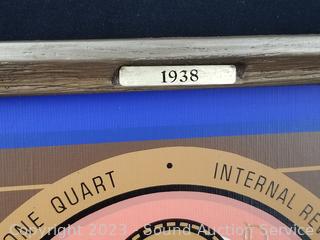 1938
ONE QUART • INTERNAL RE
Copyright 2023 - Sound Auction Service